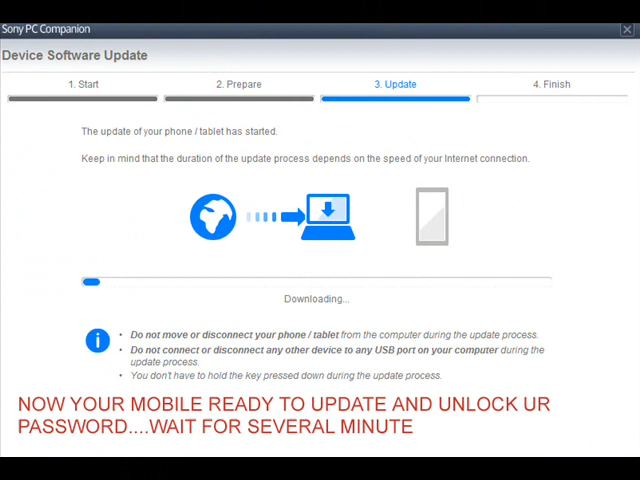 Sony PC Companion
Device Software Update
1. Start
2. Prepare
3. Update
4. Finish
The update of your phone / tablet has started.
Keep in mind that the duration of the update process depends on the speed of your Internet connection.
Downloading...
• Do not move or disconnect your phone / tablet from the computer during the update process.
• Do not connect or disconnect any other device to any USB port on your computer during the
update process.
• You don't have to hold the key pressed down during the update process.
NOW YOUR MOBILE READY TO UPDATE AND UNLOCK UR
PASSWORD....WAIT FOR SEVERAL MINUTE